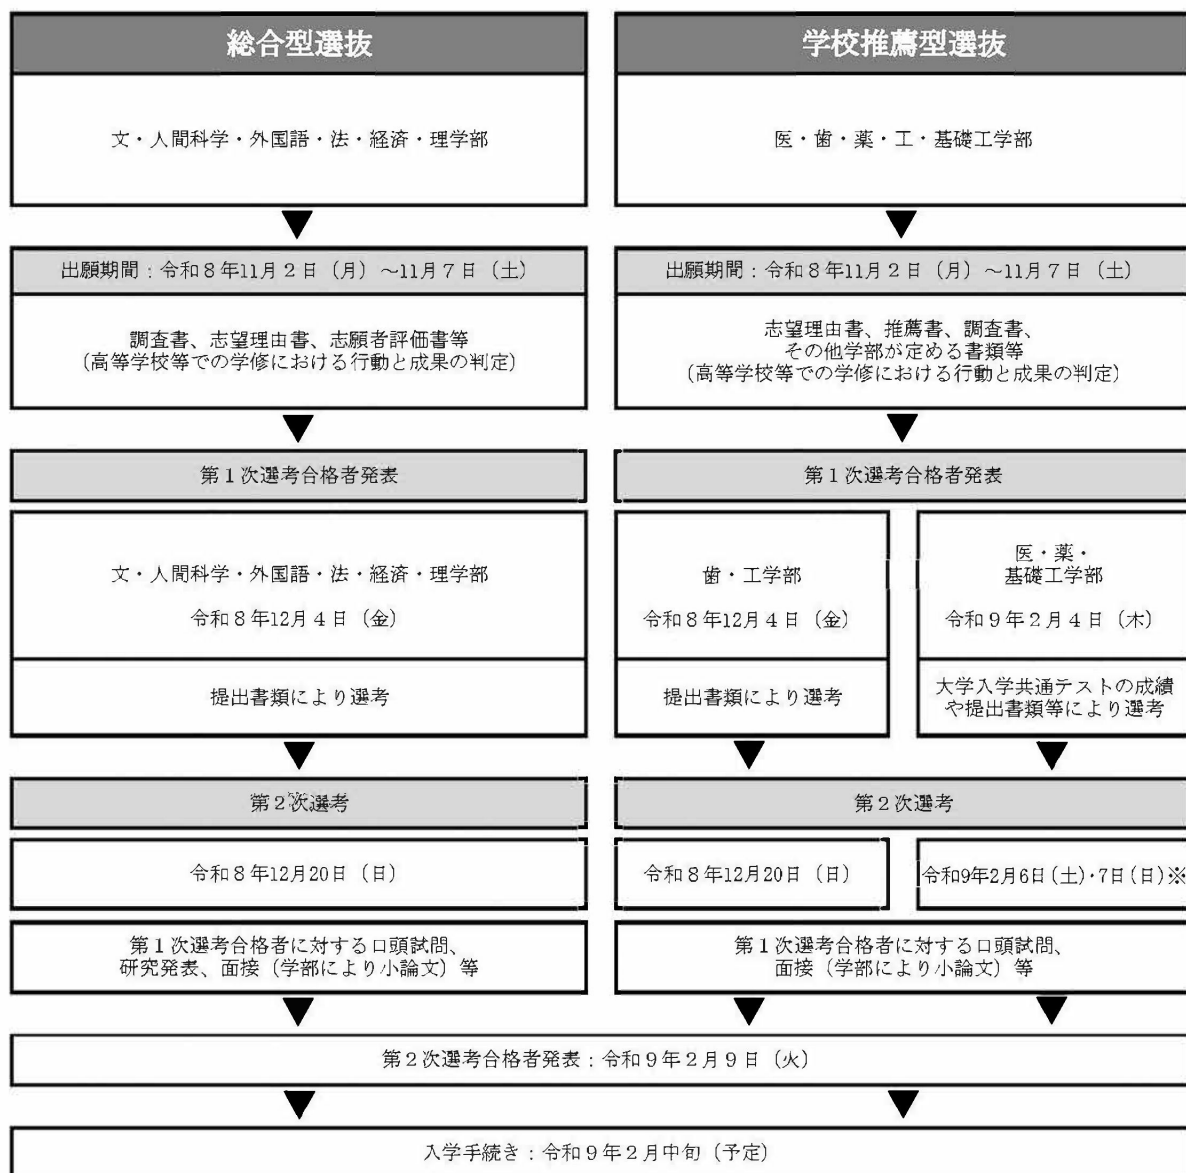 総合型選抜
文・人間科学・外国語・法・経済・理学部
出願期間：令和８年11月２日（月）～11月７日（土）
調査書、志望理由書、志願者評価書等
(高等学校等での学修における行動と成果の判定)
第１次選考合格者発表
文・人間科学・外国語・法・経済・理学部
令和８年12月４日（金）
提出書類により選考
第２次選考
令和８年12月20日（日）
第１次選考合格者に対する口頭試問、
研究発表、面接（学部により小論文）等
学校推薦型選抜
医・歯・薬・工・基礎工学部
出願期間：令和８年11月２日（月）～11月７日（土）
志望理由書、推薦書、調査書、
その他学部が定める書類等
(高等学校等での学修における行動と成果の判定)
第１次選考合格者発表
歯・工学部
令和８年12月４日（金）
提出書類により選考
医・薬・
基礎工学部
令和９年２月４日（木）
大学入学共通テストの成績
や提出書類等により選考
第２次選考
令和８年12月20日（日）
令和9年2月6日(土)・7日(日)※
第１次選考合格者に対する口頭試問、
面接（学部により小論文）等
第２次選考合格者発表：令和９年２月９日（火）
入学手続き：令和９年２月中旬（予定）